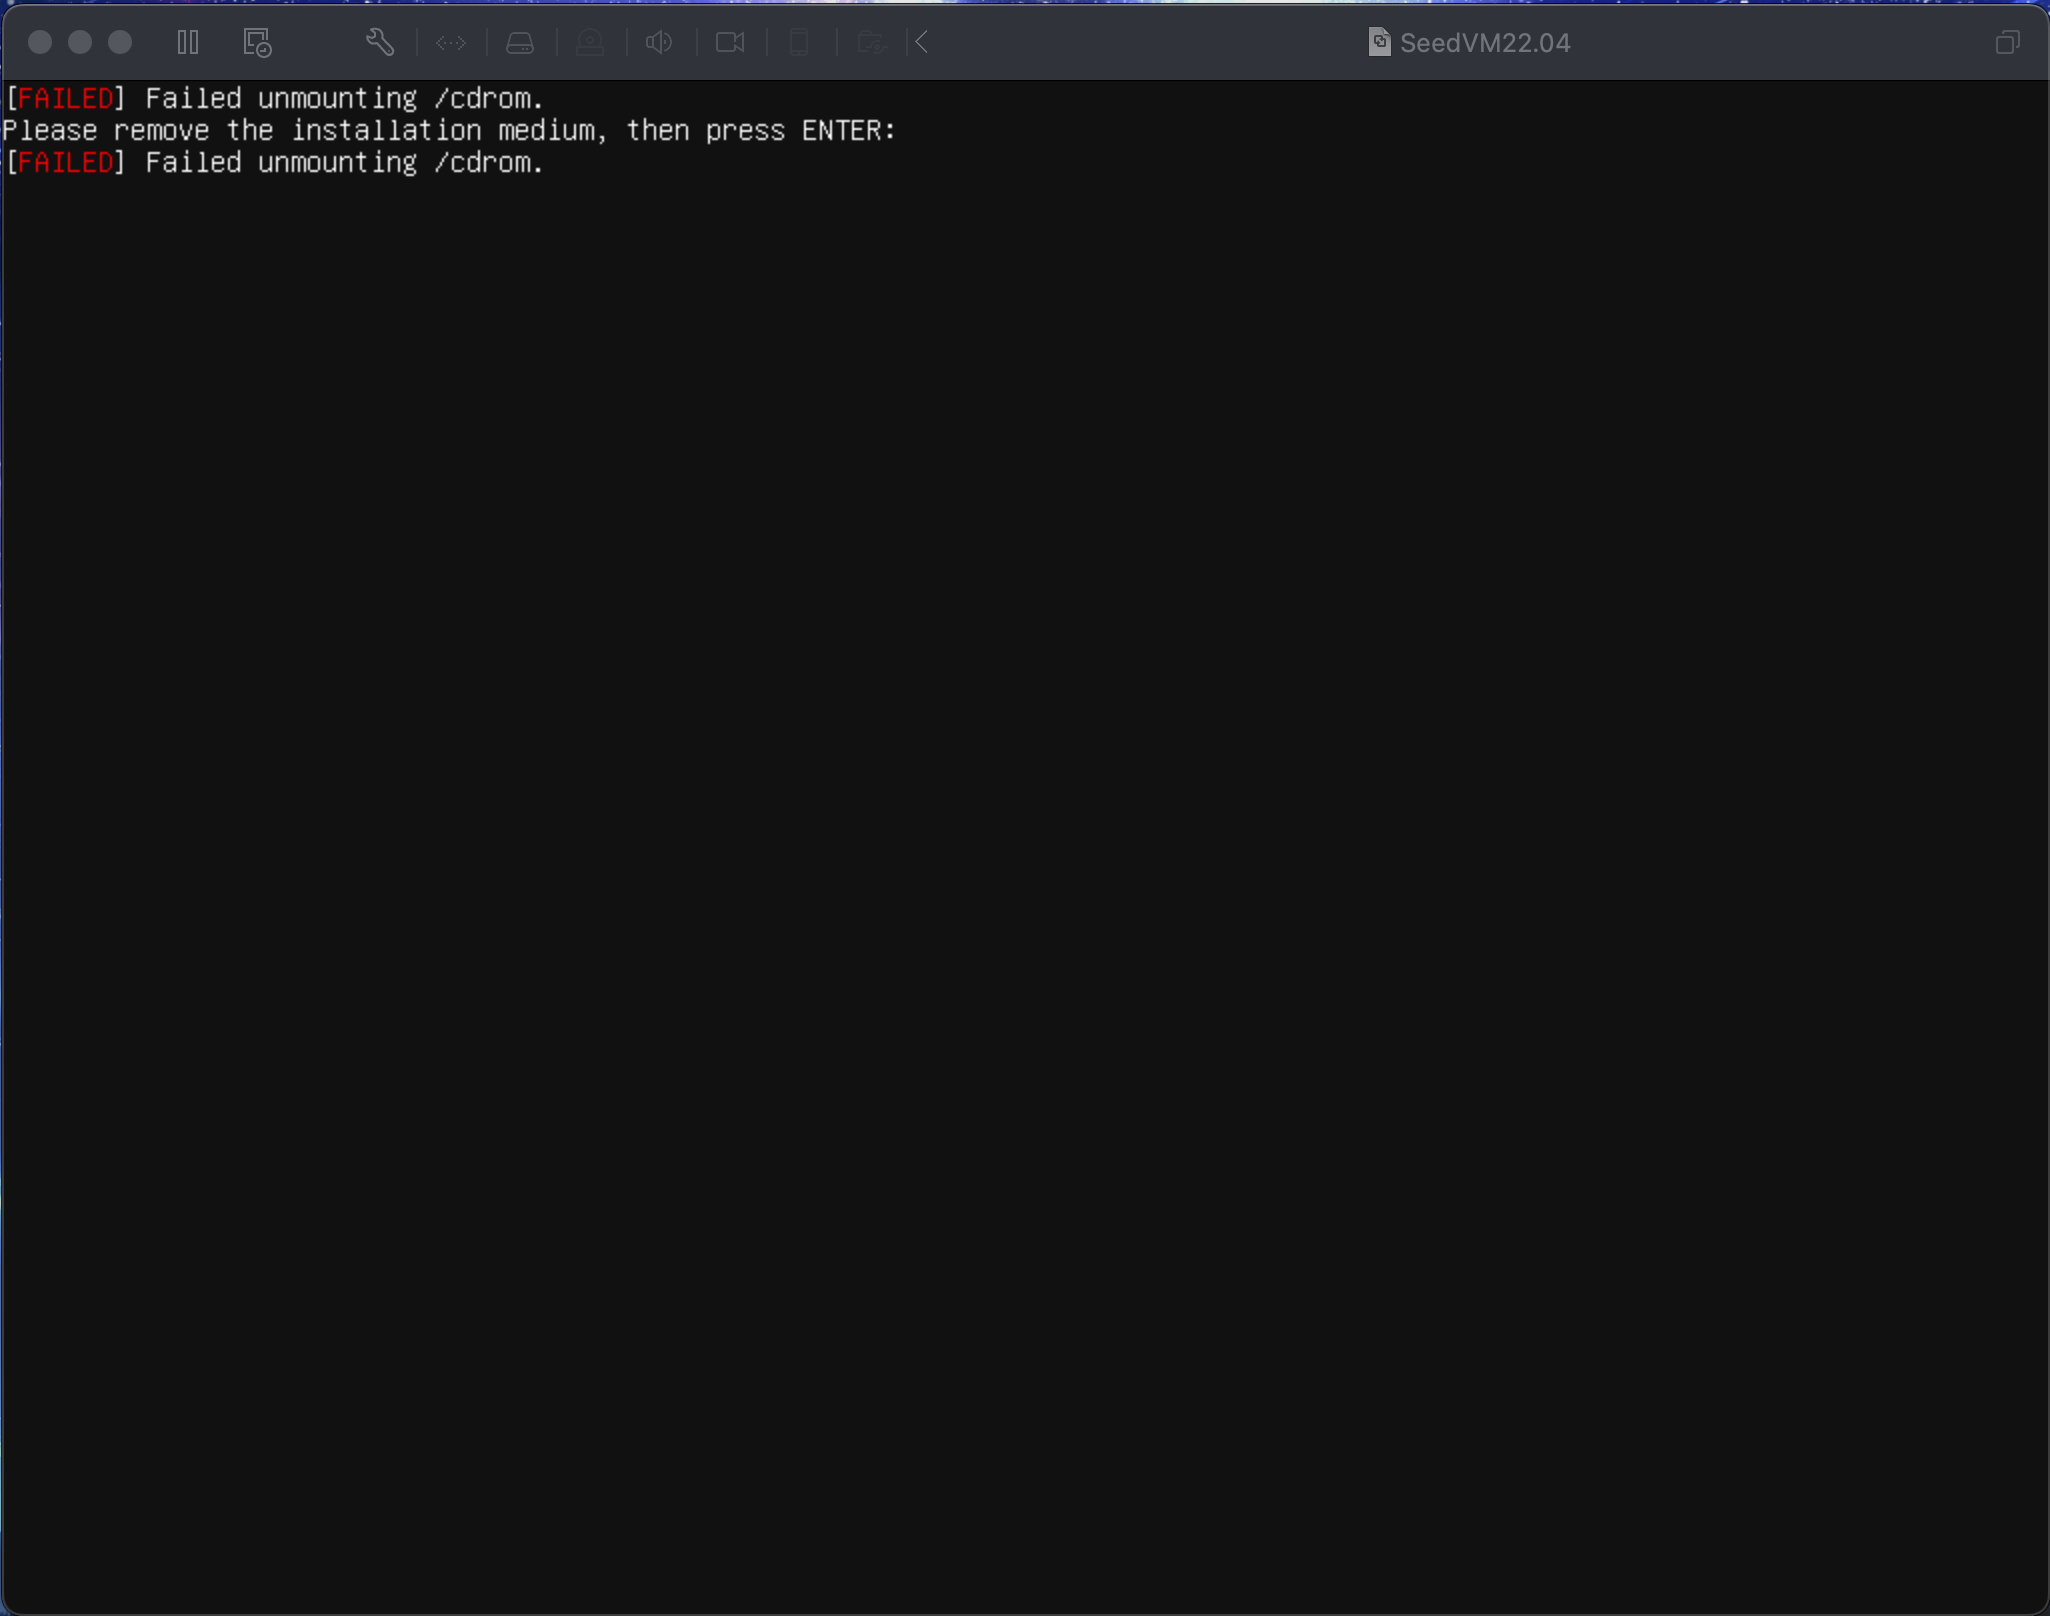 SeedVM22.04
[FAILED] Failed unmounting /cdrom.
Please remove the installation medium, then press ENTER:
[FAILED] Failed unmounting /cdrom.